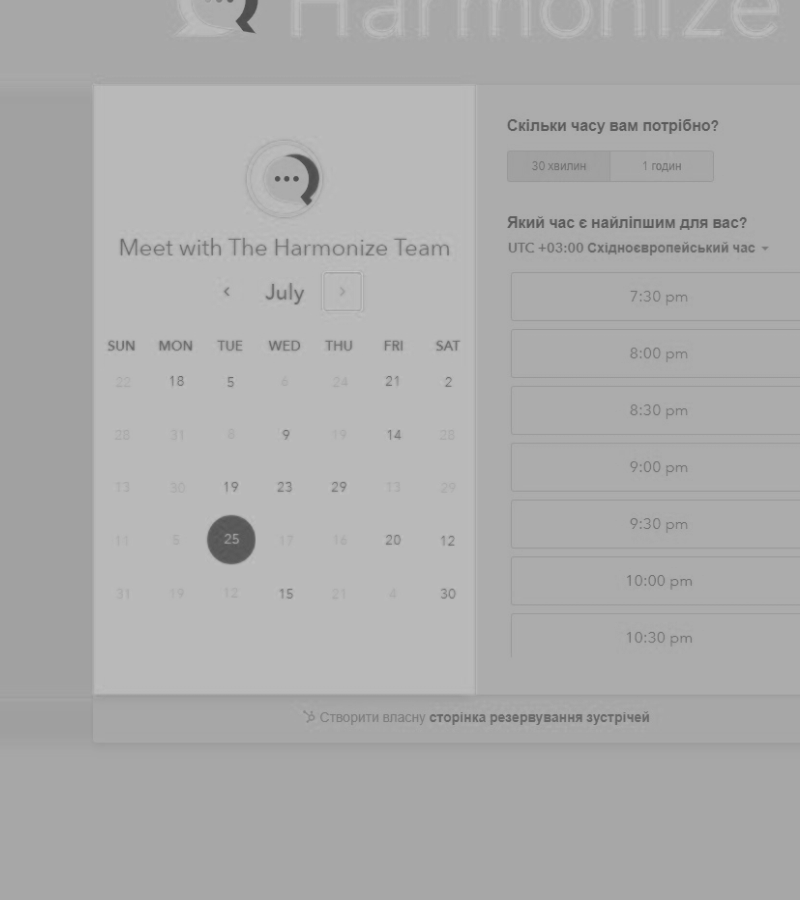 Harmonize
Meet with The Harmonize Team
‹ July ›
SUN MON TUE WED THU FRI SAT
22 18 5 6 24 21 2
28 31 8 9 19 14 28
13 30 19 23 29 13 29
11 5 25 17 16 20 12
31 19 12 15 21 4 30
Скільки часу вам потрібно?
30 хвилин 1 годин
Який час є найліпшим для вас?
UTC +03:00 Східноєвропейський час
7:30 pm
8:00 pm
8:30 pm
9:00 pm
9:30 pm
10:00 pm
10:30 pm
Створити власну сторінка резервування зустрічей